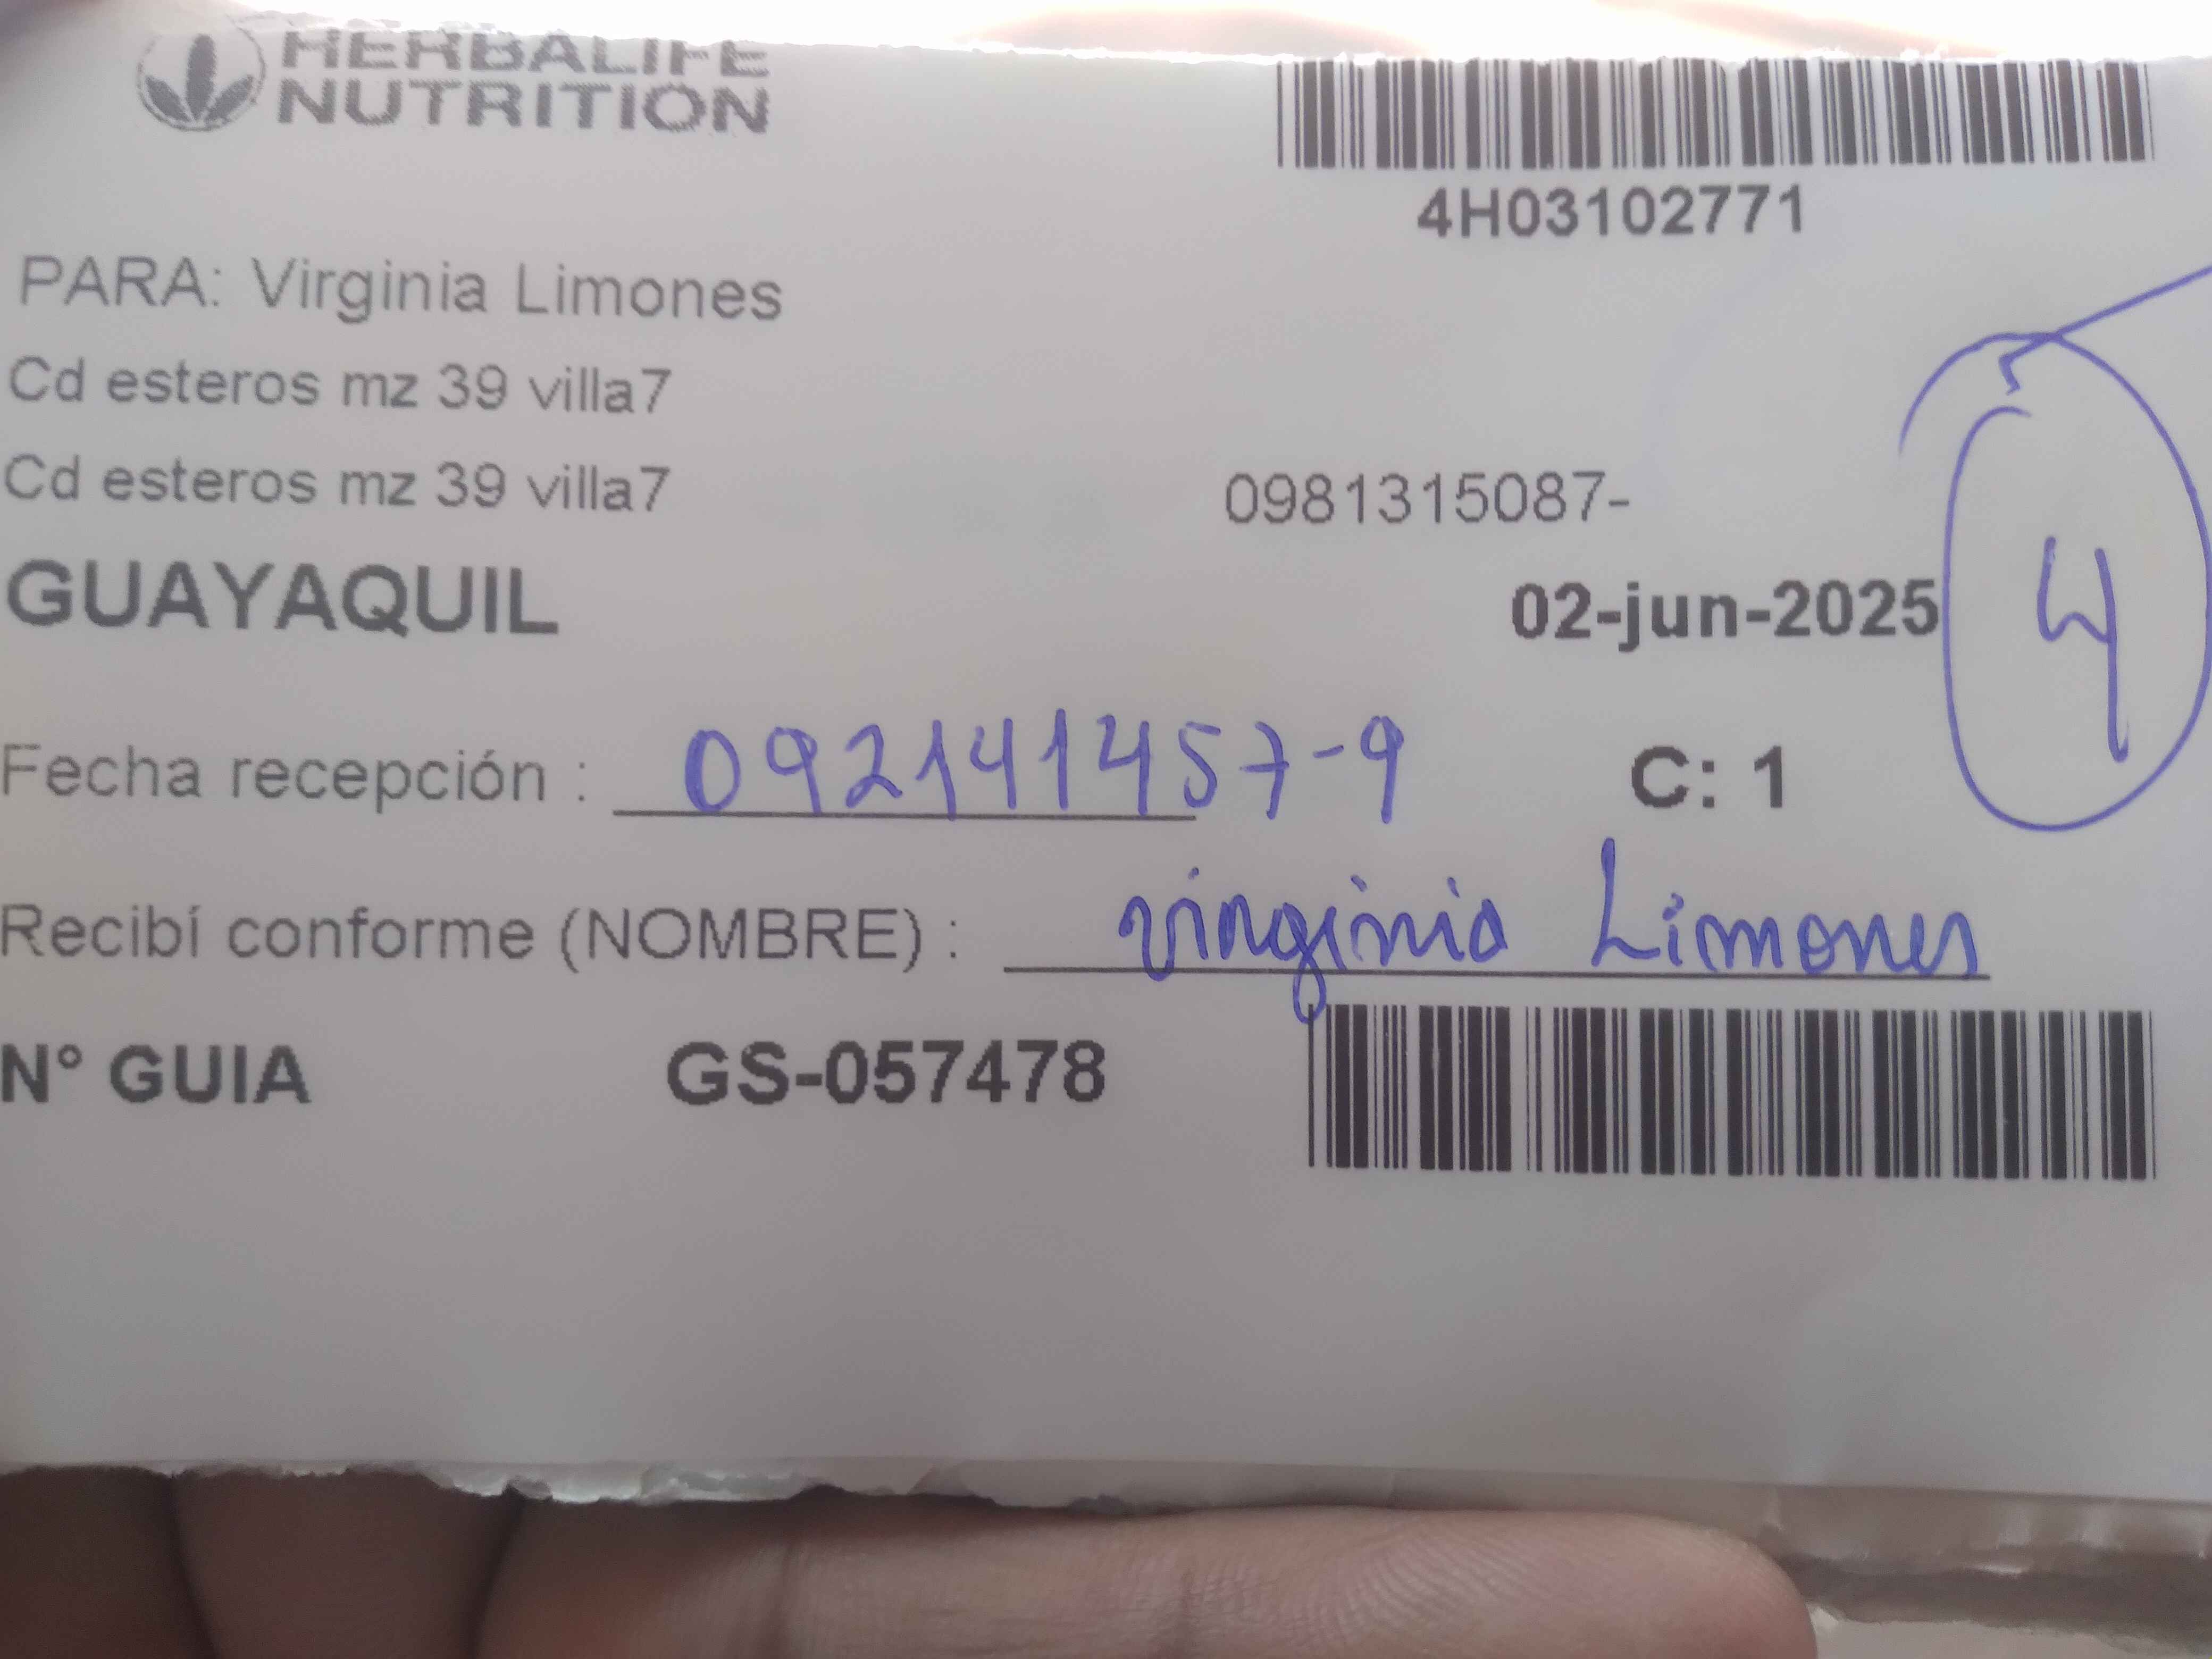 HERBALIFE
NUTRITION
4H03102771
PARA: Virginia Limones
Cd esteros mz 39 villa7
Cd esteros mz 39 villa7
0981315087-
GUAYAQUIL
02-jun-2025
4
Fecha recepción : 092141457-9
C: 1
Recibí conforme (NOMBRE) : Virginia Limones
N° GUIA GS-057478